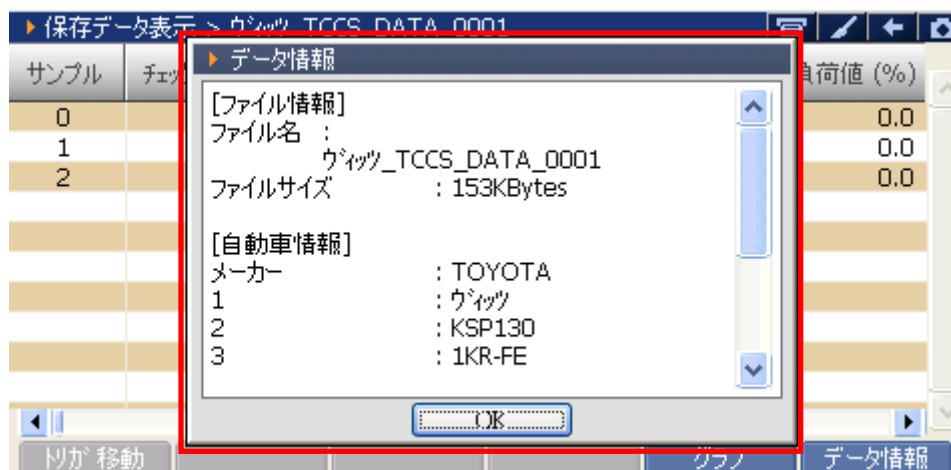 保存データ表示 > ヴィッツ_TCCS_DATA_0001
サンプル
ﾁｪｯ
負荷値 (%)
0
0.0
1
0.0
2
0.0
データ情報
[ファイル情報]
ファイル名 :
ｳﾞｨｯﾂ_TCCS_DATA_0001
ファイルサイズ : 153KBytes
[自動車情報]
メーカー : TOYOTA
1 : ｳﾞｨｯﾂ
2 : KSP130
3 : 1KR-FE
OK
ﾄﾘｶﾞ移動
グラフ
データ情報